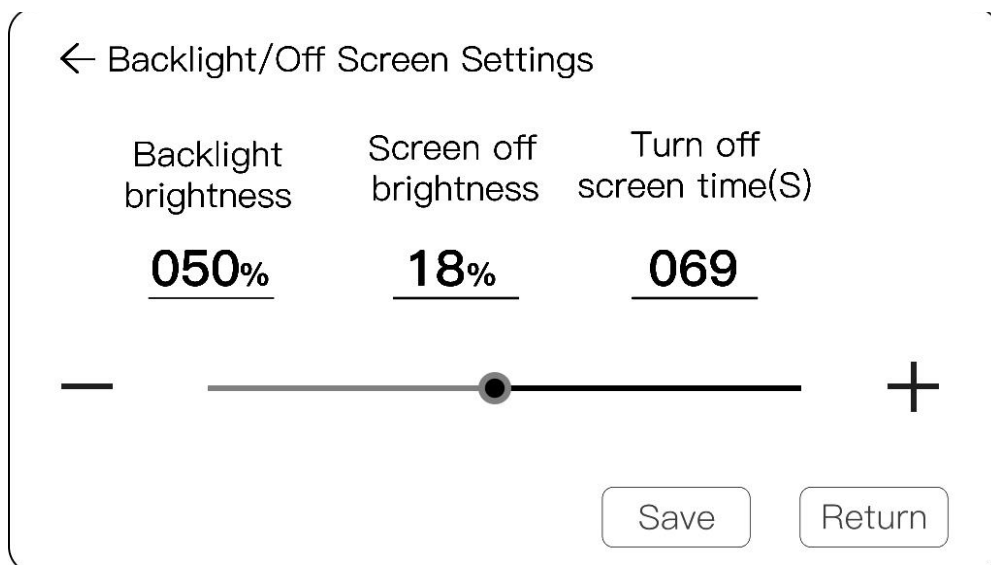 ← Backlight/Off Screen Settings
Backlight
brightness
Screen off
brightness
Turn off
screen time(S)
050%
18%
069
− +
Save
Return